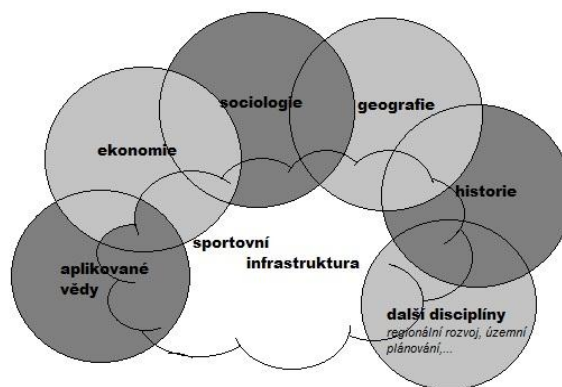 sociologie
geografie
ekonomie
historie
sportovní
infrastruktura
aplikované
vědy
další disciplíny
regionální rozvoj, územní
plánování,...